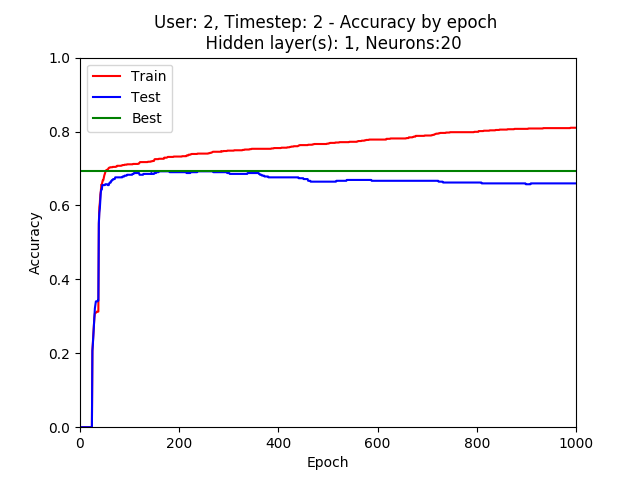 User: 2, Timestep: 2 - Accuracy by epoch
Hidden layer(s): 1, Neurons:20
1.0
Train
Test
Best
0.8
0.6
Accuracy
0.4
0.2
0.0
0 200 400 600 800 1000
Epoch